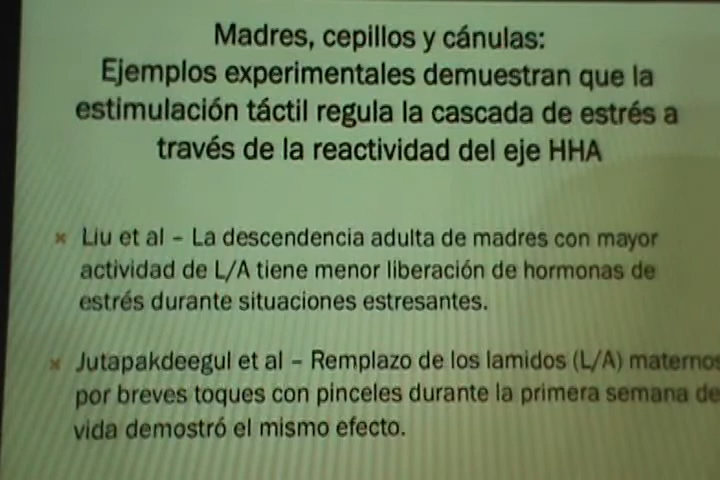 Madres, cepillos y cánulas:
Ejemplos experimentales demuestran que la
estimulación táctil regula la cascada de estrés a
través de la reactividad del eje HHA
Liu et al – La descendencia adulta de madres con mayor
actividad de L/A tiene menor liberación de hormonas de
estrés durante situaciones estresantes.
Jutapakdeegul et al – Remplazo de los lamidos (L/A) maternos
por breves toques con pinceles durante la primera semana de
vida demostró el mismo efecto.